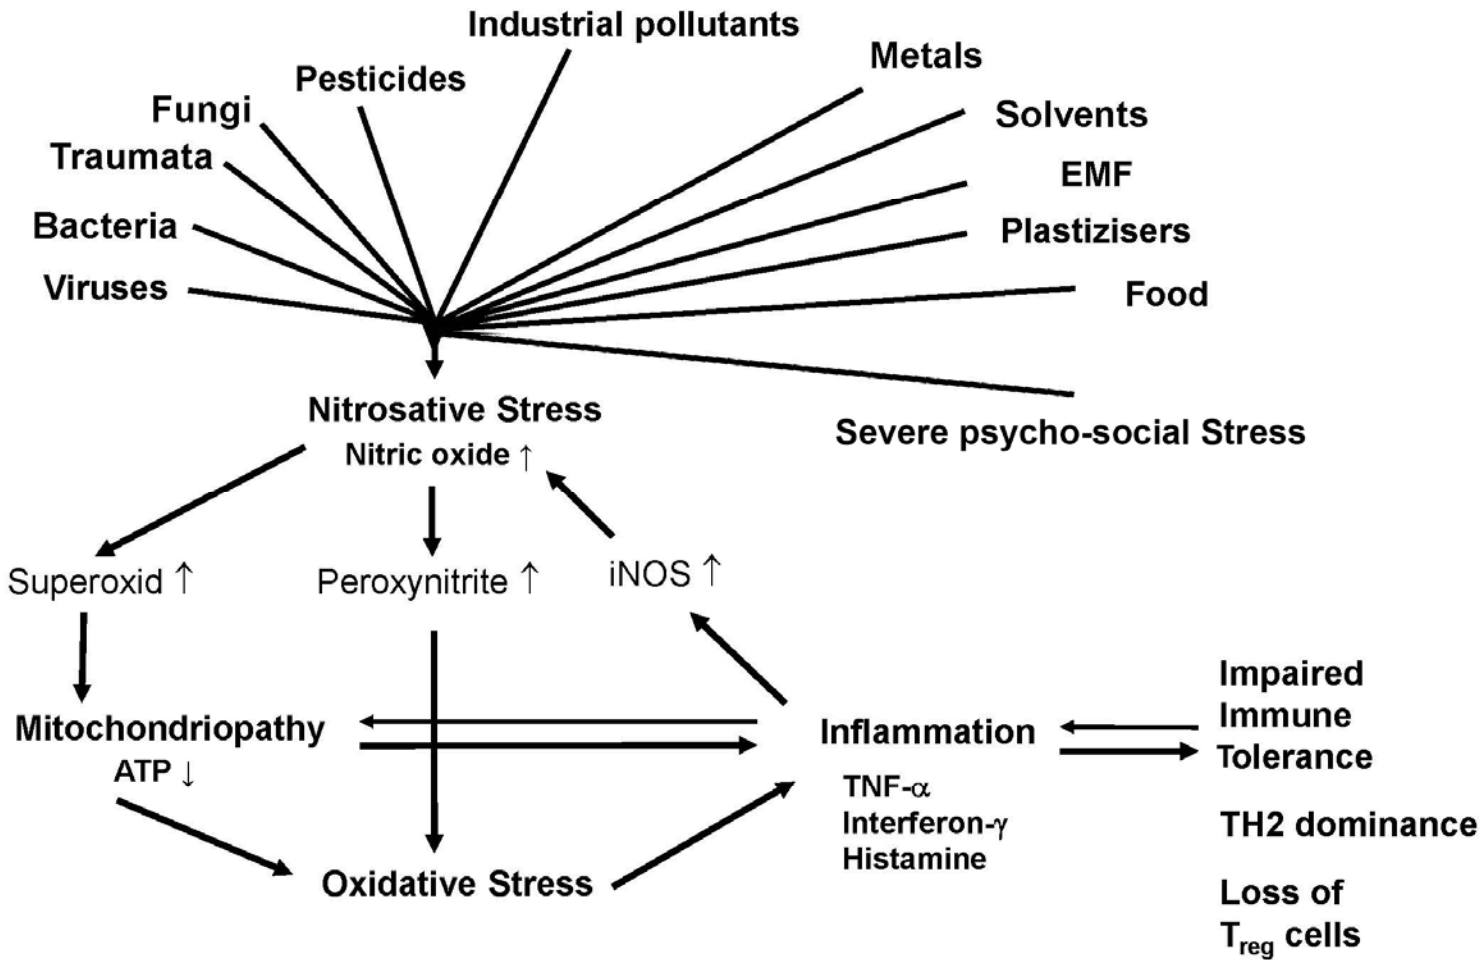 Industrial pollutants
Metals
Pesticides
Fungi
Solvents
Traumata
EMF
Bacteria
Plastizisers
Viruses
Food
Nitrosative Stress
Nitric oxide ↑
Severe psycho-social Stress
Superoxid ↑
Peroxynitrite ↑
iNOS ↑
Mitochondriopathy
ATP ↓
Inflammation
TNF-α
Interferon-γ
Histamine
Impaired
Immune
Tolerance
TH2 dominance
Loss of
Treg cells
Oxidative Stress